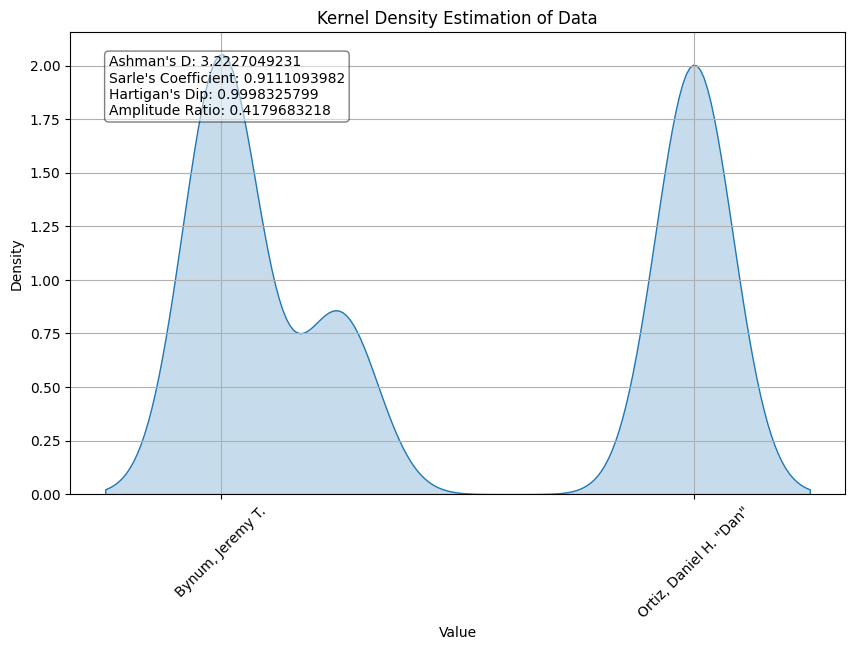 Kernel Density Estimation of Data
Ashman's D: 3.2227049231
Sarle's Coefficient: 0.9111093982
Hartigan's Dip: 0.9998325799
Amplitude Ratio: 0.4179683218
2.00
1.75
1.50
1.25
1.00
0.75
0.50
0.25
0.00
Density
Bynum, Jeremy T.
Ortiz, Daniel H. "Dan"
Value